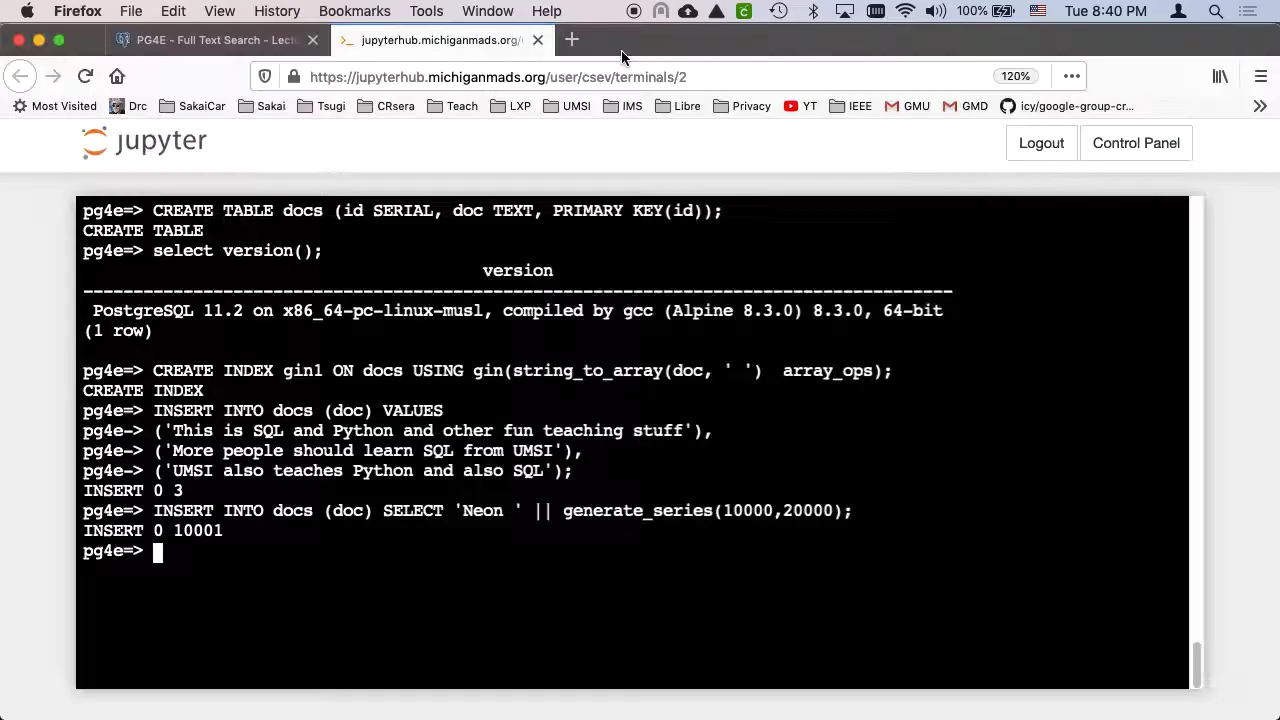 Firefox File Edit View History Bookmarks Tools Window Help 100% Tue 8:40 PM
PG4E - Full Text Search - Lect
jupyterhub.michiganmads.org/
https://jupyterhub.michiganmads.org/user/csev/terminals/2 120%
Most Visited Drc SakaiCar Sakai Tsugi CRsera Teach LXP UMSI IMS Libre Privacy YT IEEE GMU GMD icy/google-group-cr...
jupyter Logout Control Panel
pg4e=> CREATE TABLE docs (id SERIAL, doc TEXT, PRIMARY KEY(id));
CREATE TABLE
pg4e=> select version();
version
---------------------------------------------------------------------------------------
PostgreSQL 11.2 on x86_64-pc-linux-musl, compiled by gcc (Alpine 8.3.0) 8.3.0, 64-bit
(1 row)
pg4e=> CREATE INDEX gin1 ON docs USING gin(string_to_array(doc, ' ')  array_ops);
CREATE INDEX
pg4e=> INSERT INTO docs (doc) VALUES
pg4e-> ('This is SQL and Python and other fun teaching stuff'),
pg4e-> ('More people should learn SQL from UMSI'),
pg4e-> ('UMSI also teaches Python and also SQL');
INSERT 0 3
pg4e=> INSERT INTO docs (doc) SELECT 'Neon ' || generate_series(10000,20000);
INSERT 0 10001
pg4e=>